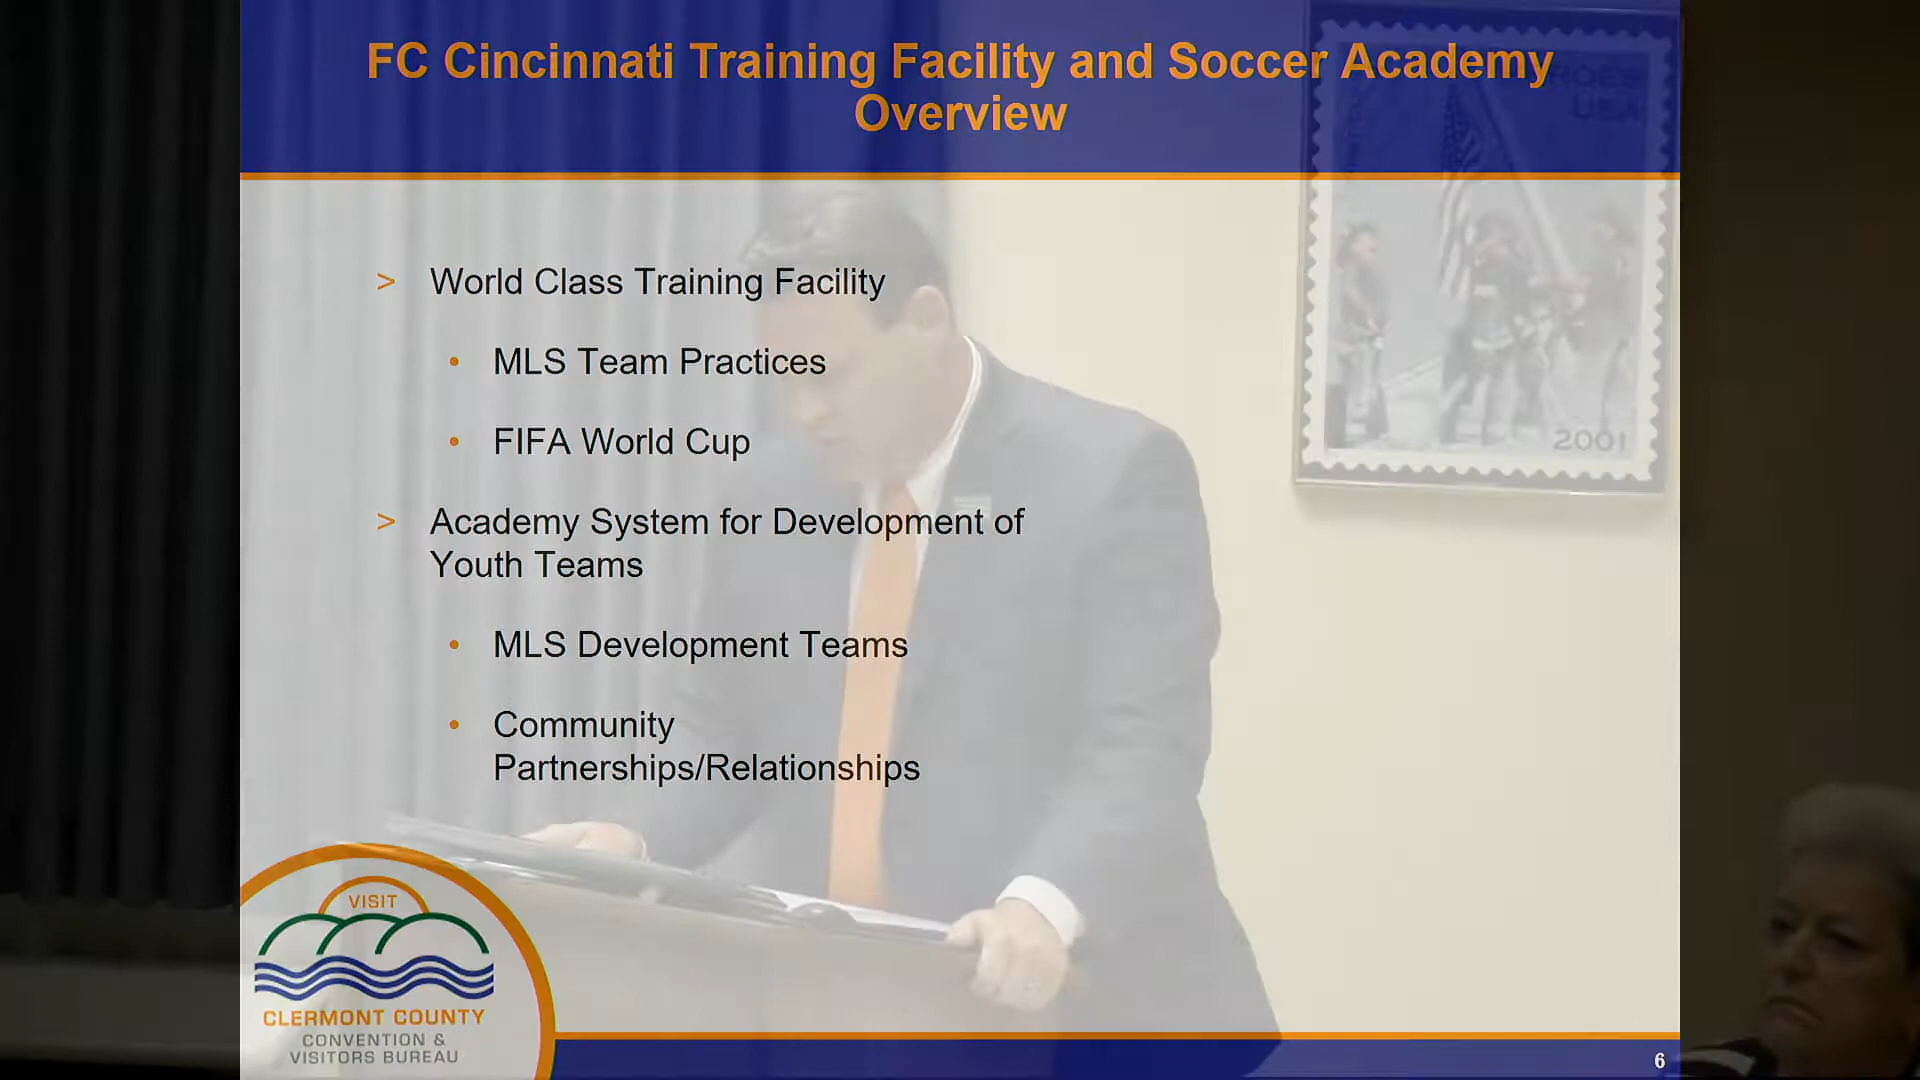 FC Cincinnati Training Facility and Soccer Academy
Overview
ROES
USA
> World Class Training Facility
• MLS Team Practices
• FIFA World Cup
2001
> Academy System for Development of
Youth Teams
• MLS Development Teams
• Community
Partnerships/Relationships
VISIT
CLERMONT COUNTY
CONVENTION &
VISITORS BUREAU
6